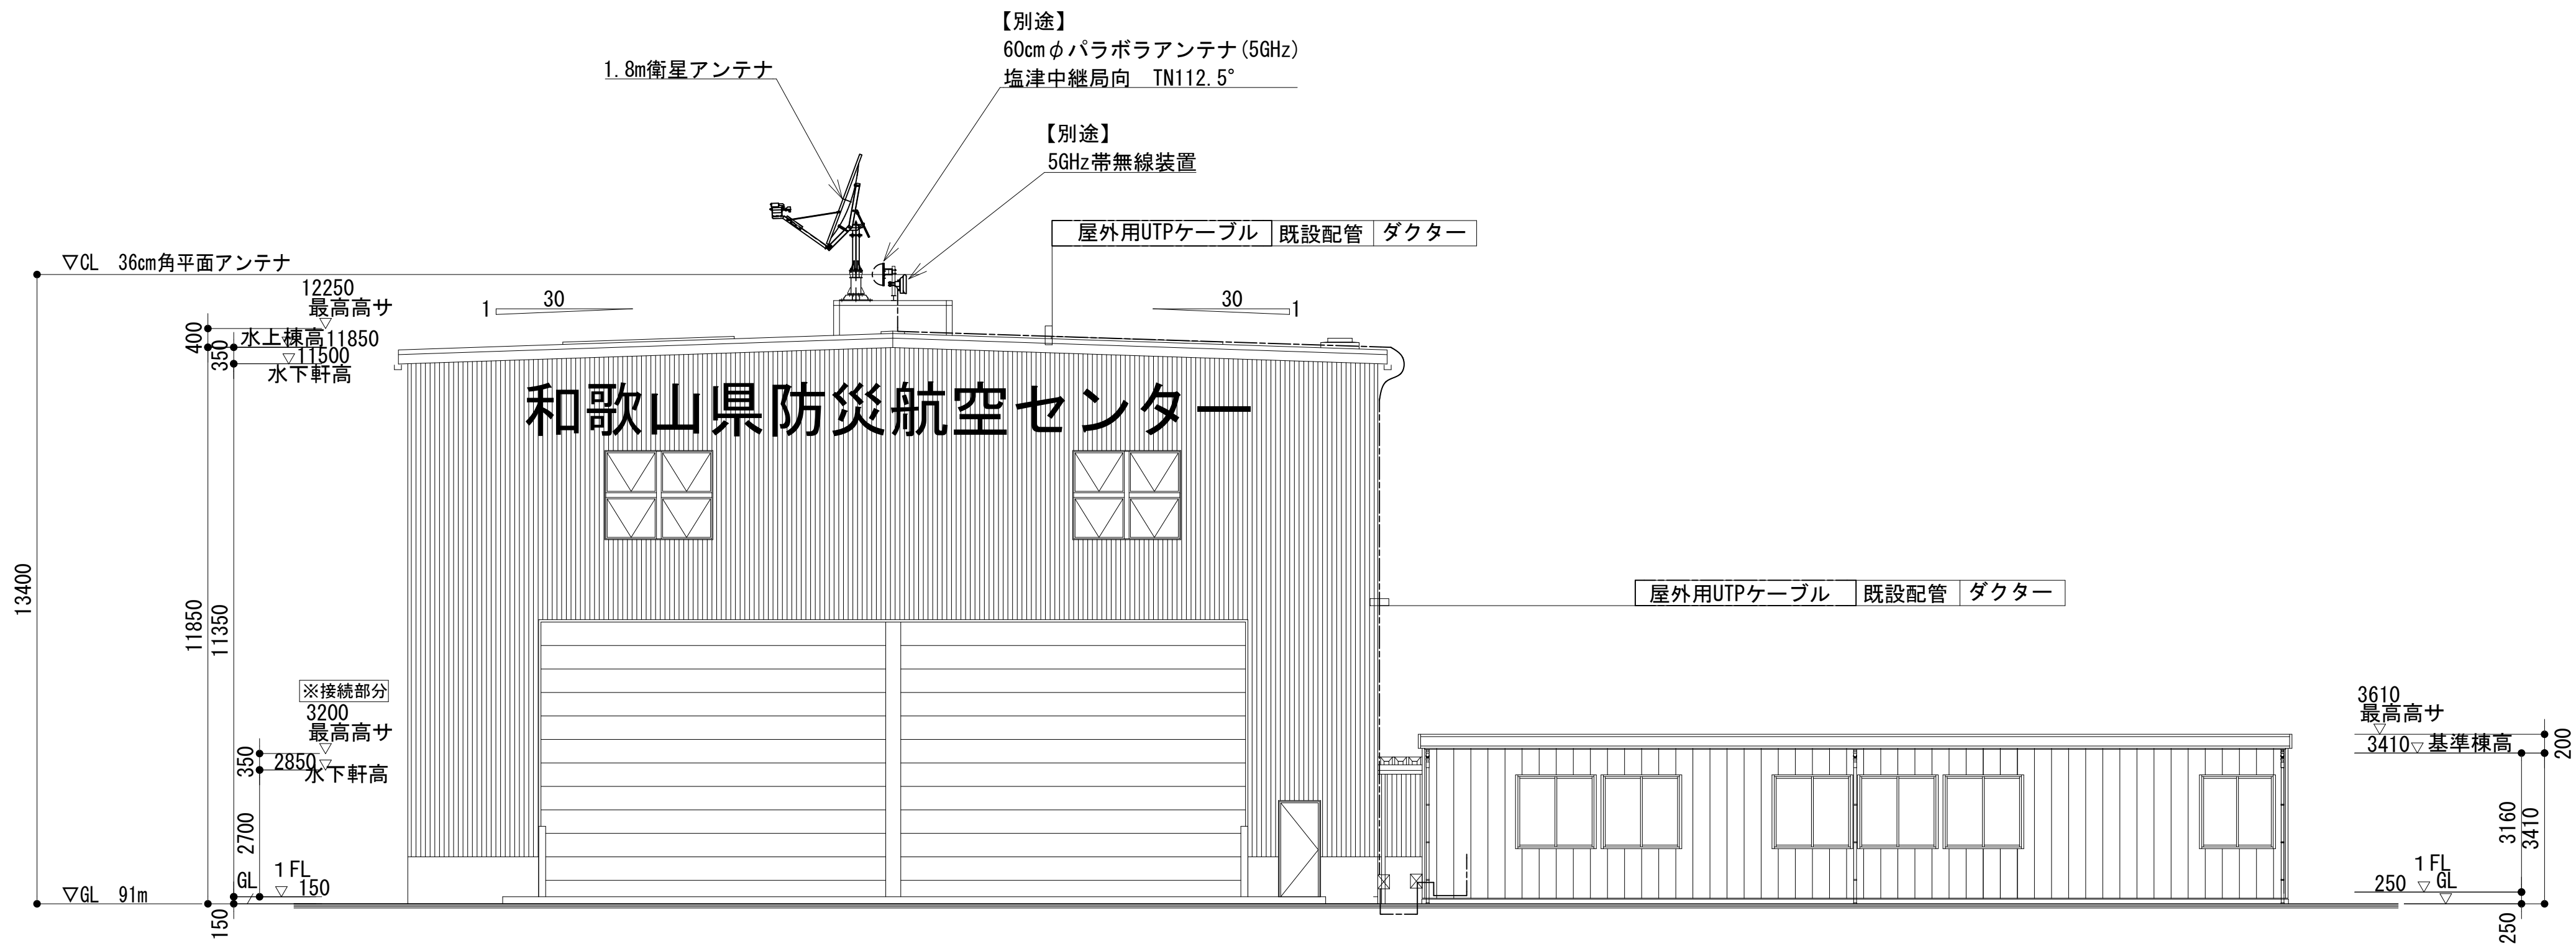 【別途】
60cmφパラボラアンテナ(5GHz)
塩津中継局向　TN112.5°
1.8m衛星アンテナ
【別途】
5GHz帯無線装置
屋外用UTPケーブル 既設配管 ダクター
▽CL　36cm角平面アンテナ
12250
最高高サ
1 30
30 1
400
水上棟高11850
350
11500
水下軒高
和歌山県防災航空センター
13400
11850
11350
屋外用UTPケーブル 既設配管 ダクター
※接続部分
3200
最高高サ
350
2850
水下軒高
2700
3610
最高高サ
3410 基準棟高
200
3160
3410
1FL
GL
150
▽GL　91m
150
1FL
250 GL
250